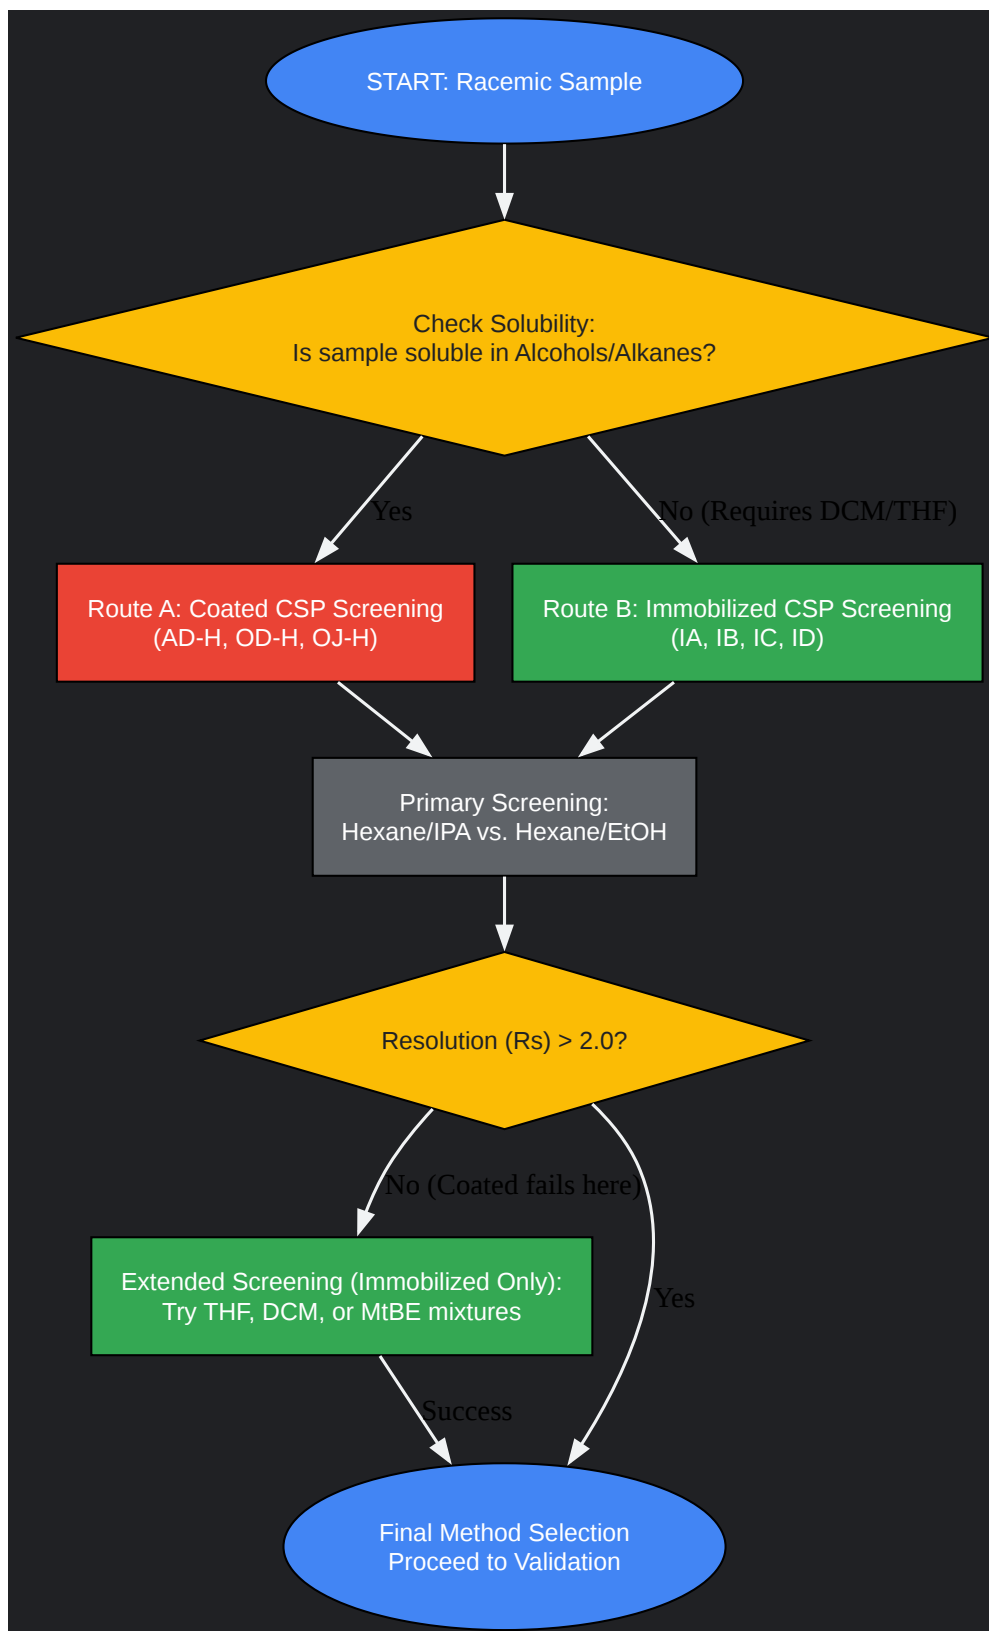 START: Racemic Sample
Check Solubility:
Is sample soluble in Alcohols/Alkanes?
Yes
No (Requires DCM/THF)
Route A: Coated CSP Screening
(AD-H, OD-H, OJ-H)
Route B: Immobilized CSP Screening
(IA, IB, IC, ID)
Primary Screening:
Hexane/IPA vs. Hexane/EtOH
Resolution (Rs) > 2.0?
No (Coated fails here)
Extended Screening (Immobilized Only):
Try THF, DCM, or MtBE mixtures
Yes
Success
Final Method Selection
Proceed to Validation